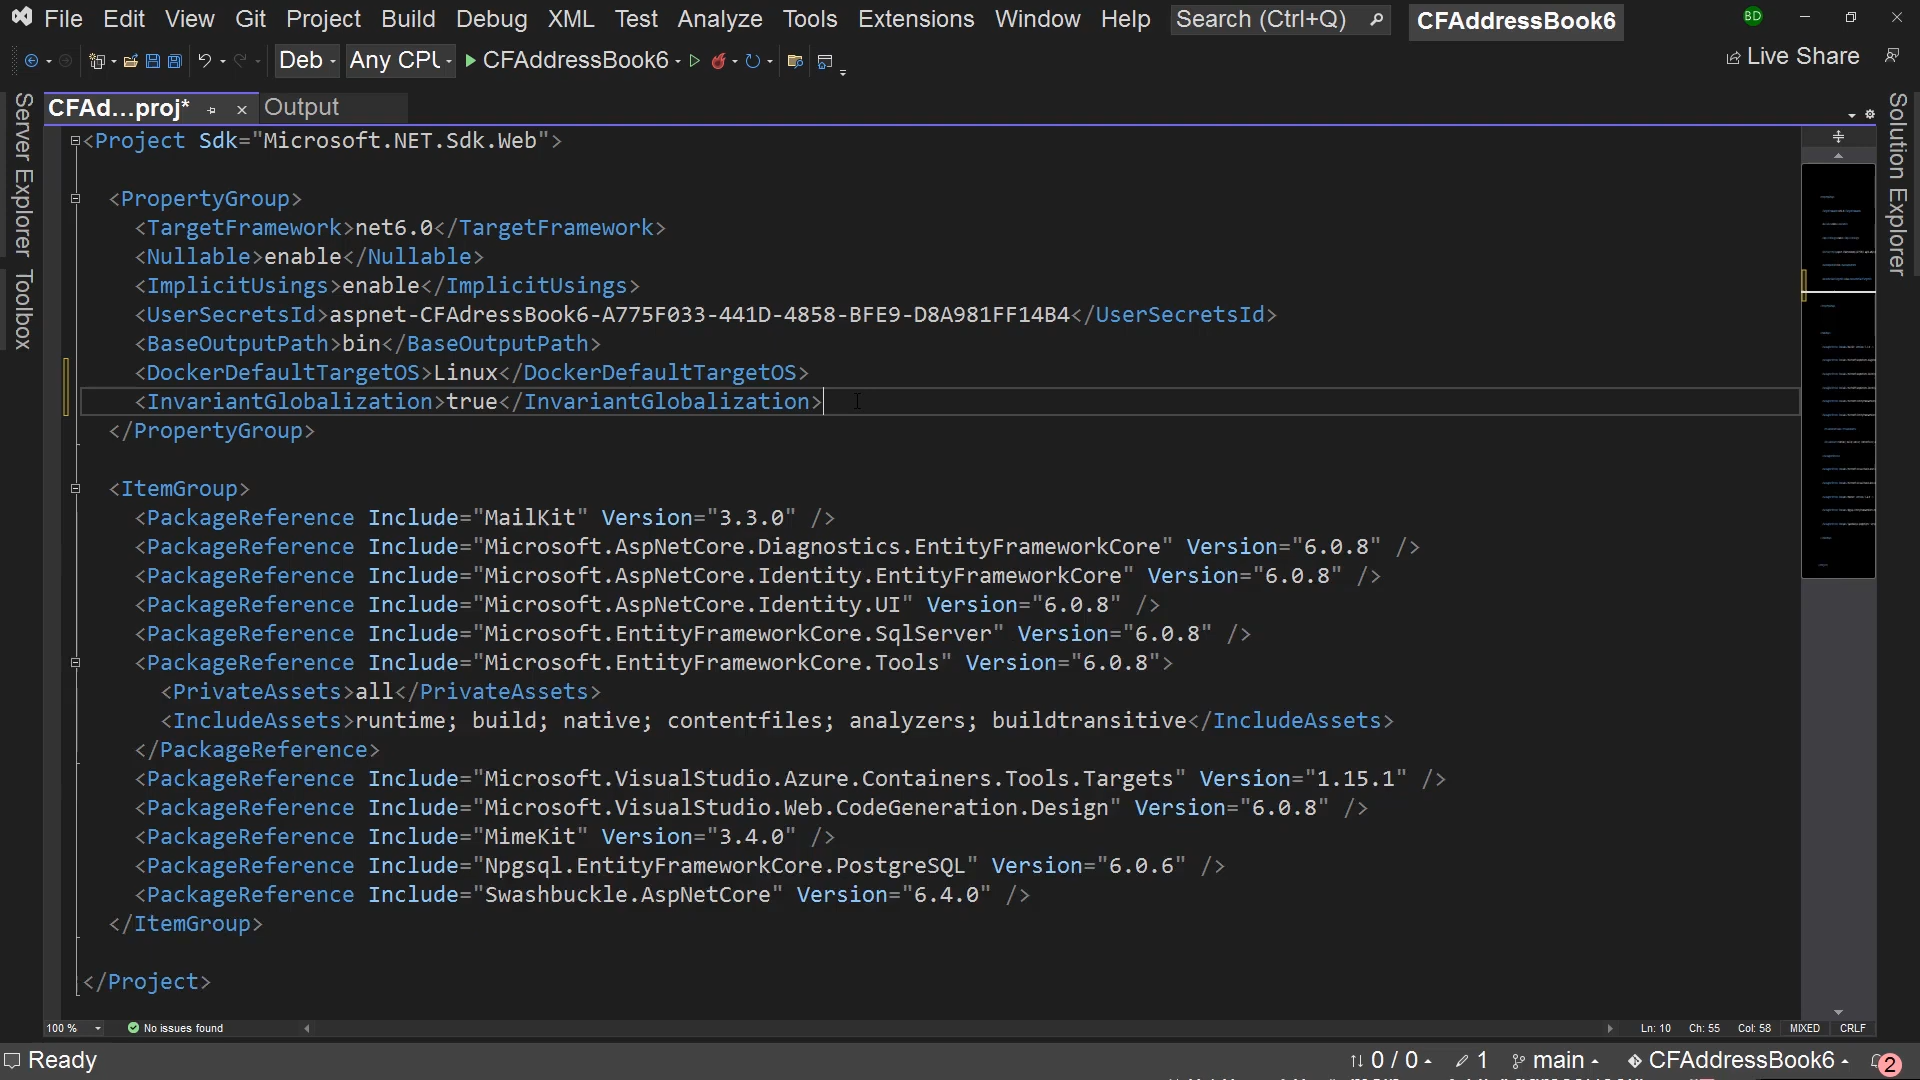 File Edit View Git Project Build Debug XML Test Analyze Tools Extensions Window Help Search (Ctrl+Q) CFAddressBook6 BD
Deb Any CPU CFAddressBook6 Live Share
CFAd...proj* Output
Server Explorer
Toolbox
Solution Explorer
<Project Sdk="Microsoft.NET.Sdk.Web">
<PropertyGroup>
<TargetFramework>net6.0</TargetFramework>
<Nullable>enable</Nullable>
<ImplicitUsings>enable</ImplicitUsings>
<UserSecretsId>aspnet-CFAdressBook6-A775F033-441D-4858-BFE9-D8A981FF14B4</UserSecretsId>
<BaseOutputPath>bin</BaseOutputPath>
<DockerDefaultTargetOS>Linux</DockerDefaultTargetOS>
<InvariantGlobalization>true</InvariantGlobalization>
</PropertyGroup>
<ItemGroup>
<PackageReference Include="MailKit" Version="3.3.0" />
<PackageReference Include="Microsoft.AspNetCore.Diagnostics.EntityFrameworkCore" Version="6.0.8" />
<PackageReference Include="Microsoft.AspNetCore.Identity.EntityFrameworkCore" Version="6.0.8" />
<PackageReference Include="Microsoft.AspNetCore.Identity.UI" Version="6.0.8" />
<PackageReference Include="Microsoft.EntityFrameworkCore.SqlServer" Version="6.0.8" />
<PackageReference Include="Microsoft.EntityFrameworkCore.Tools" Version="6.0.8">
<PrivateAssets>all</PrivateAssets>
<IncludeAssets>runtime; build; native; contentfiles; analyzers; buildtransitive</IncludeAssets>
</PackageReference>
<PackageReference Include="Microsoft.VisualStudio.Azure.Containers.Tools.Targets" Version="1.15.1" />
<PackageReference Include="Microsoft.VisualStudio.Web.CodeGeneration.Design" Version="6.0.8" />
<PackageReference Include="MimeKit" Version="3.4.0" />
<PackageReference Include="Npgsql.EntityFrameworkCore.PostgreSQL" Version="6.0.6" />
<PackageReference Include="Swashbuckle.AspNetCore" Version="6.4.0" />
</ItemGroup>
</Project>
100 % No issues found Ln: 10 Ch: 55 Col: 58 MIXED CRLF
Ready 0 / 0 1 main CFAddressBook6 2